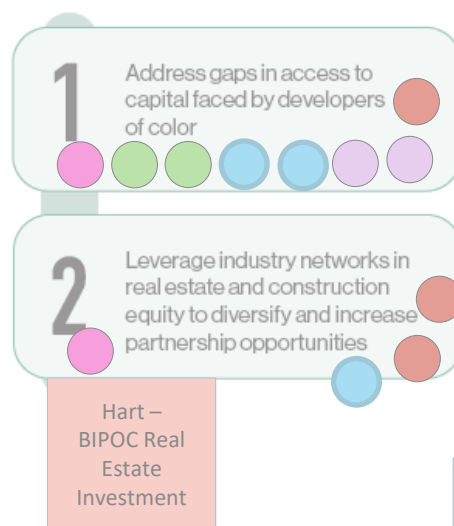 1
Address gaps in access to
capital faced by developers
of color
2
Leverage industry networks in
real estate and construction
equity to diversify and increase
partnership opportunities
Hart –
BIPOC Real
Estate
Investment